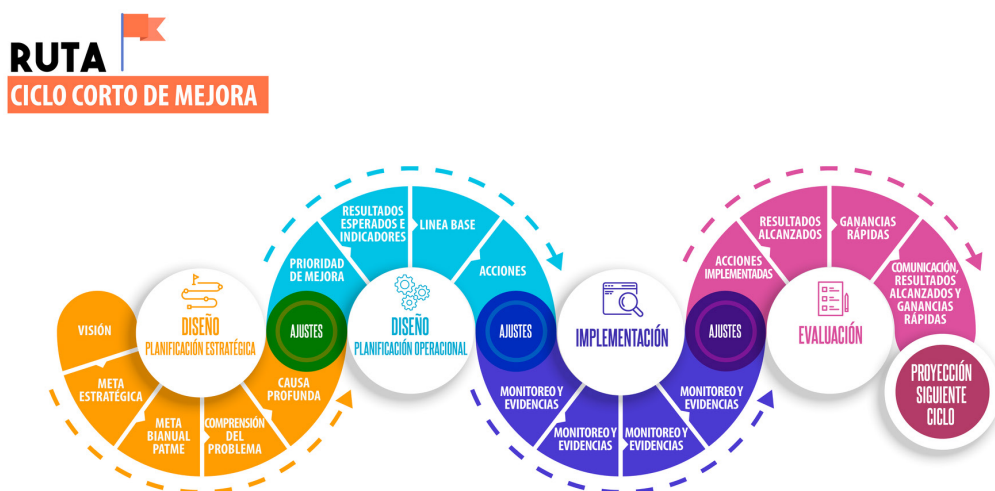 RUTA
CICLO CORTO DE MEJORA
VISIÓN
META
ESTRATÉGICA
META
BIANUAL
PATME
COMPRENSIÓN
DEL
PROBLEMA
CAUSA
PROFUNDA
DISEÑO
PLANIFICACIÓN ESTRATÉGICA
AJUSTES
PRIORIDAD
DE MEJORA
RESULTADOS
ESPERADOS E
INDICADORES
LINEA BASE
ACCIONES
DISEÑO
PLANIFICACIÓN OPERACIONAL
AJUSTES
MONITOREO Y
EVIDENCIAS
MONITOREO Y
EVIDENCIAS
MONITOREO Y
EVIDENCIAS
MONITOREO Y
EVIDENCIAS
IMPLEMENTACIÓN
AJUSTES
ACCIONES
IMPLEMENTADAS
RESULTADOS
ALCANZADOS
GANANCIAS
RÁPIDAS
COMUNICACIÓN,
RESULTADOS
ALCANZADOS Y
GANANCIAS
RÁPIDAS
EVALUACIÓN
PROYECCIÓN
SIGUIENTE
CICLO